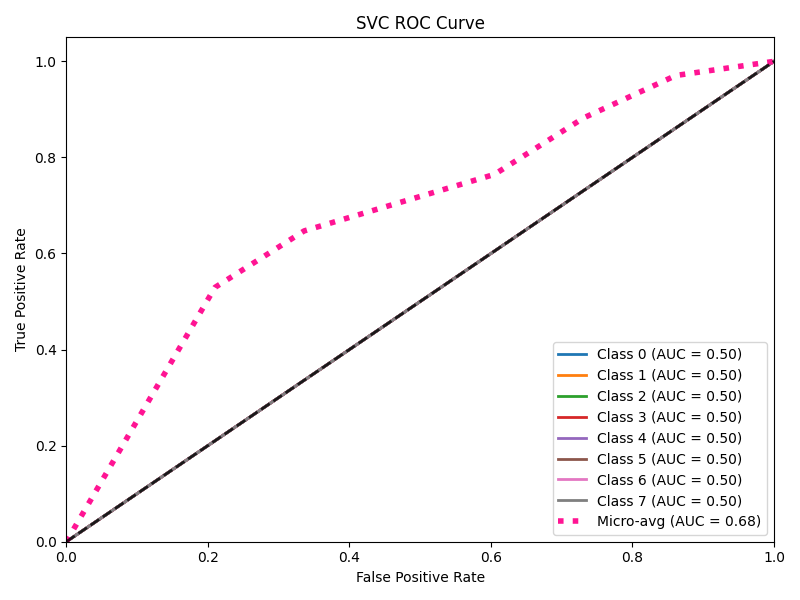 SVC ROC Curve
True Positive Rate
1.0
0.8
0.6
0.4
0.2
0.0
Class 0 (AUC = 0.50)
Class 1 (AUC = 0.50)
Class 2 (AUC = 0.50)
Class 3 (AUC = 0.50)
Class 4 (AUC = 0.50)
Class 5 (AUC = 0.50)
Class 6 (AUC = 0.50)
Class 7 (AUC = 0.50)
Micro-avg (AUC = 0.68)
0.0 0.2 0.4 0.6 0.8 1.0
False Positive Rate